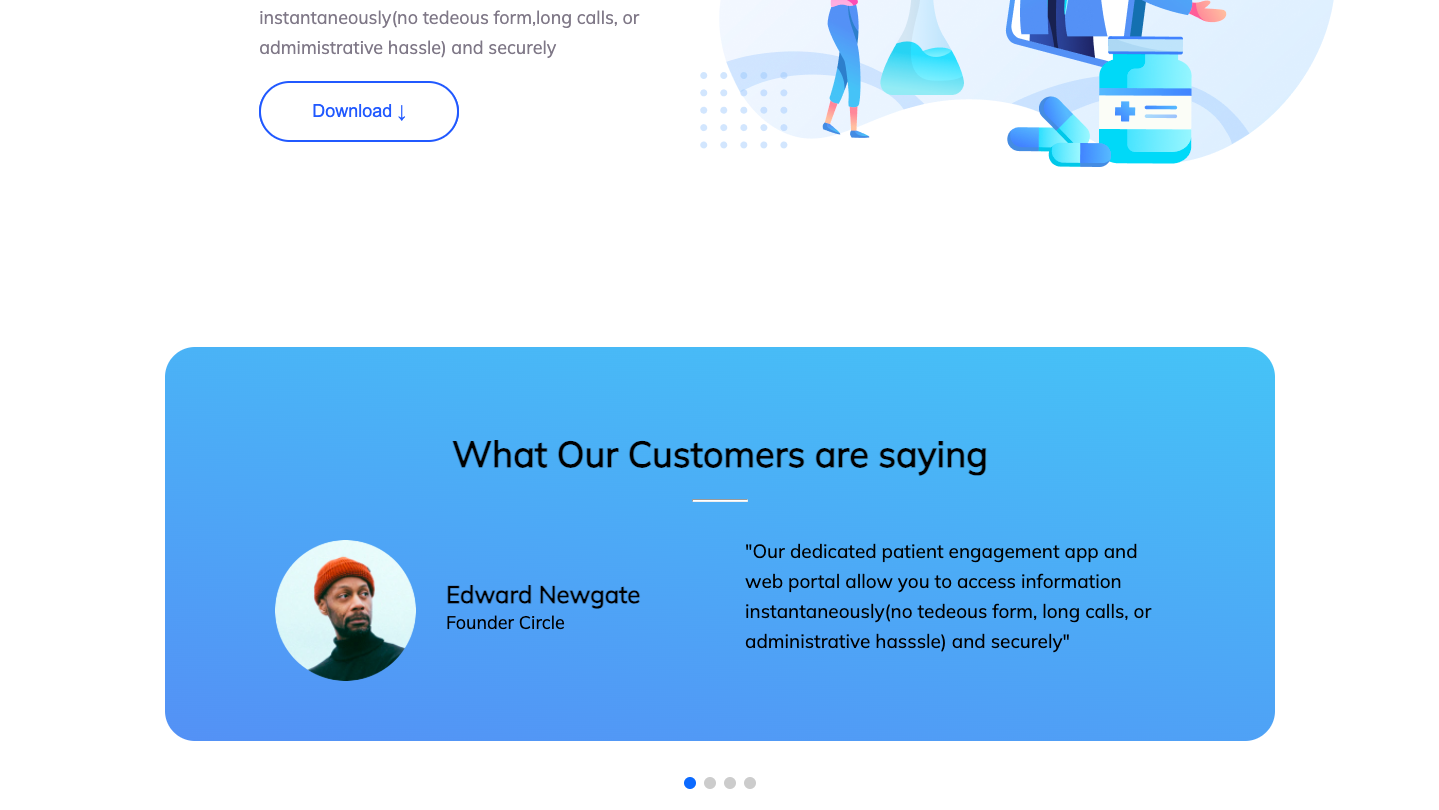 instantaneously(no tedeous form,long calls, or
admimistrative hassle) and securely
Download ↓
What Our Customers are saying
Edward Newgate
Founder Circle
"Our dedicated patient engagement app and
web portal allow you to access information
instantaneously(no tedeous form, long calls, or
administrative hasssle) and securely"